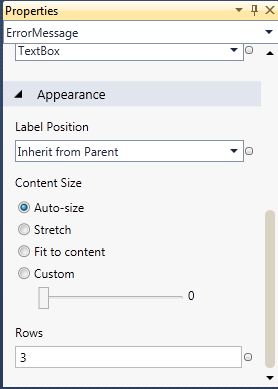 Properties
ErrorMessage
TextBox
Appearance
Label Position
Inherit from Parent
Content Size
Auto-size
Stretch
Fit to content
Custom
0
Rows
3